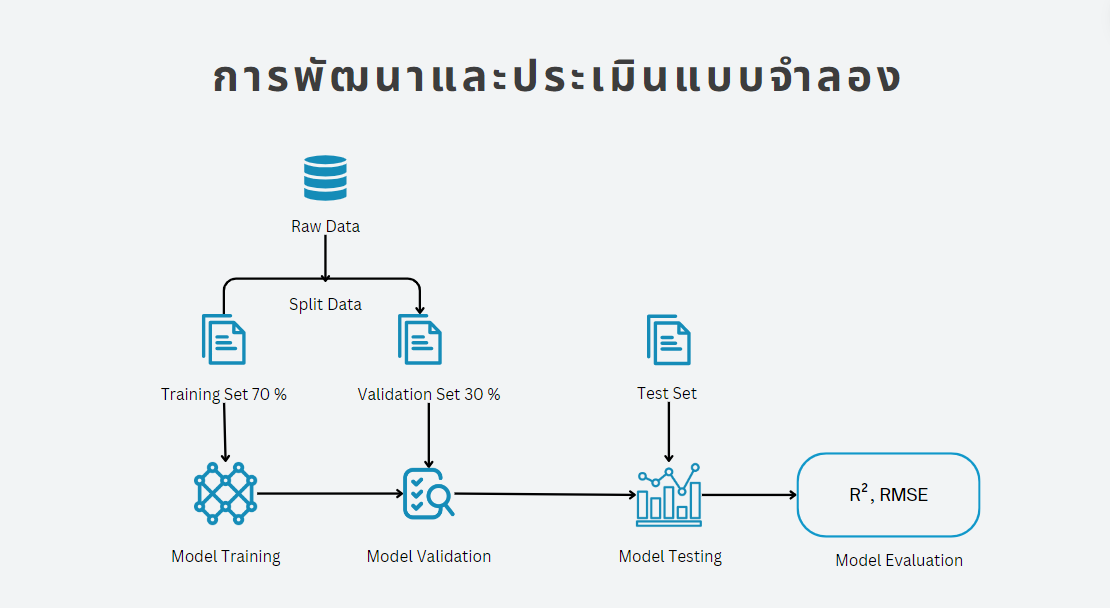 การพัฒนาและประเมินแบบจำลอง
Raw Data
Split Data
Training Set 70 %
Validation Set 30 %
Test Set
Model Training
Model Validation
Model Testing
R², RMSE
Model Evaluation